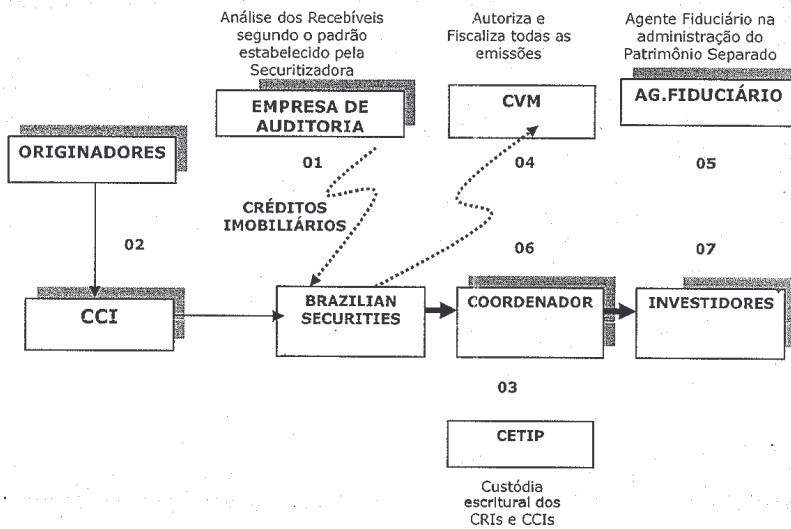 Análise dos Recebíveis
segundo o padrão
estabelecido pela
Securitizadora
Autoriza e
Fiscaliza todas as
emissões
Agente Fiduciário na
administração do
Patrimônio Separado
EMPRESA DE
AUDITORIA
CVM
AG.FIDUCIÁRIO
ORIGINADORES
01
04
05
CRÉDITOS
IMOBILIÁRIOS
02
06
07
CCI
BRAZILIAN
SECURITIES
COORDENADOR
INVESTIDORES
03
CETIP
Custódia
escritural dos
CRIs e CCIs